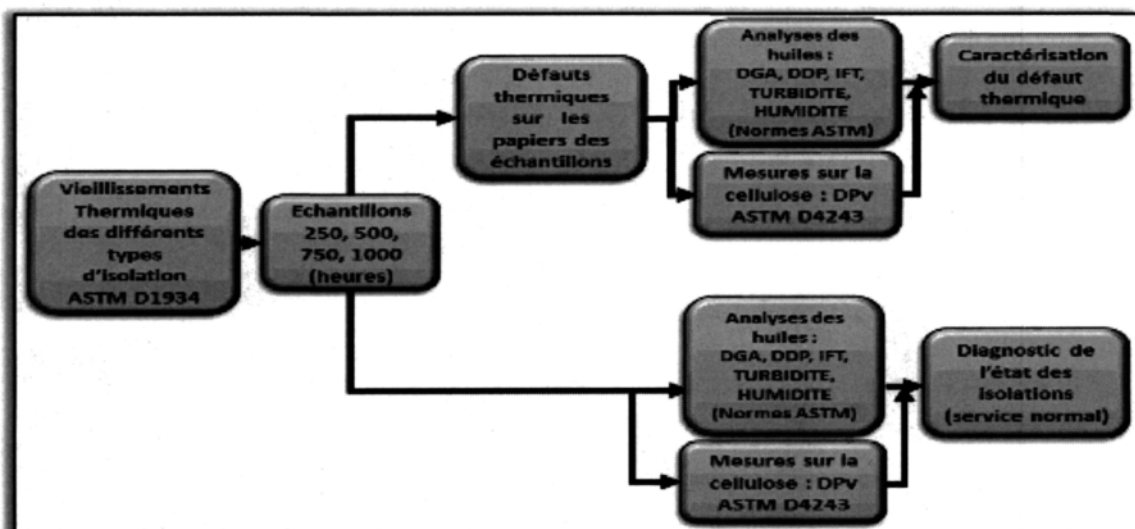 Vieillissements
Thermiques
des différents
types
d'isolation
ASTM D1934
Echantillons
250, 500,
750, 1000
(heures)
Défauts
thermiques
sur les
papiers des
échantillons
Analyses des
huiles :
DGA, DDP, IFT,
TURBIDITE,
HUMIDITE
(Normes ASTM)
Mesures sur la
cellulose : DPv
ASTM D4243
Caractérisation
du défaut
thermique
Analyses des
huiles :
DGA, DDP, IFT,
TURBIDITE,
HUMIDITE
(Normes ASTM)
Mesures sur la
cellulose : DPv
ASTM D4243
Diagnostic de
l'état des
isolations
(service normal)